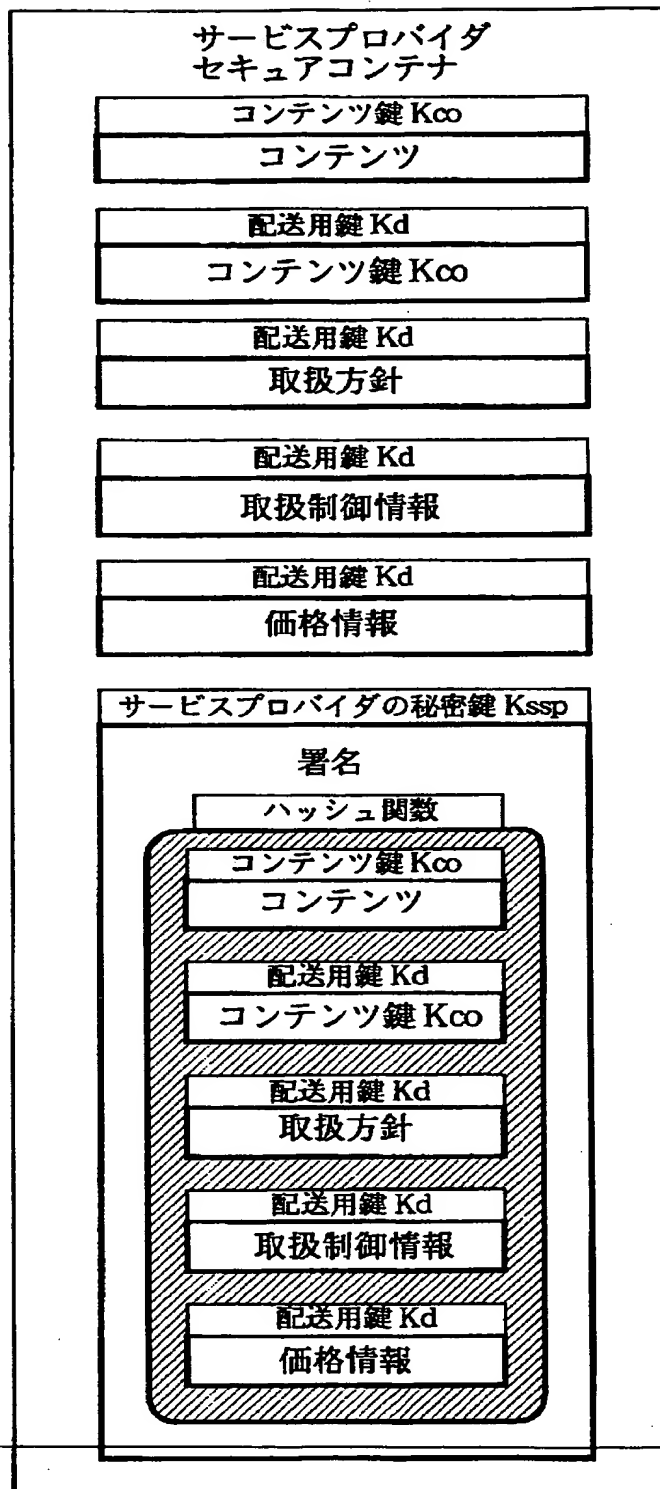 サービスプロバイダ
セキュアコンテナ
コンテンツ鍵 Kco
コンテンツ
配送用鍵 Kd
コンテンツ鍵 Kco
配送用鍵 Kd
取扱方針
配送用鍵 Kd
取扱制御情報
配送用鍵 Kd
価格情報
サービスプロバイダの秘密鍵 Kssp
署名
ハッシュ関数
コンテンツ鍵 Kco
コンテンツ
配送用鍵 Kd
コンテンツ鍵 Kco
配送用鍵 Kd
取扱方針
配送用鍵 Kd
取扱制御情報
配送用鍵 Kd
価格情報